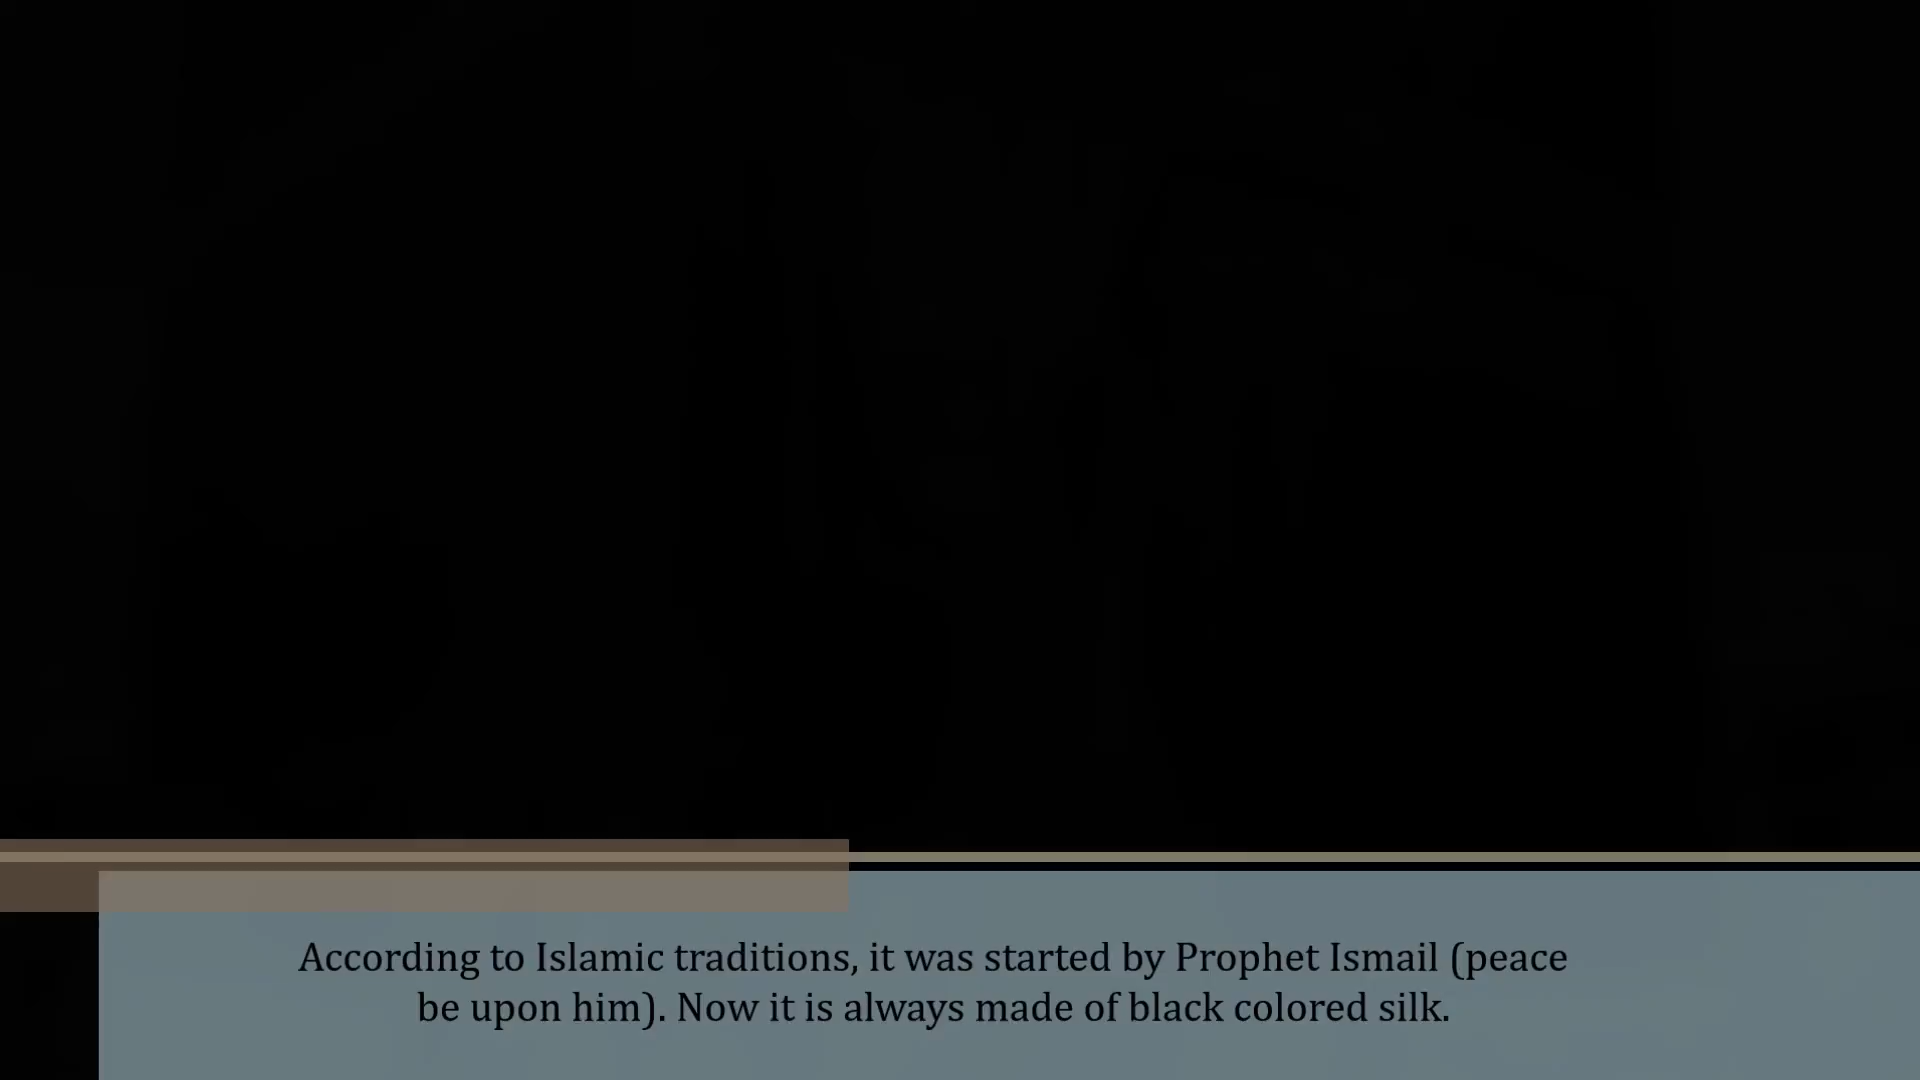 According to Islamic traditions, it was started by Prophet Ismail (peace
be upon him). Now it is always made of black colored silk.